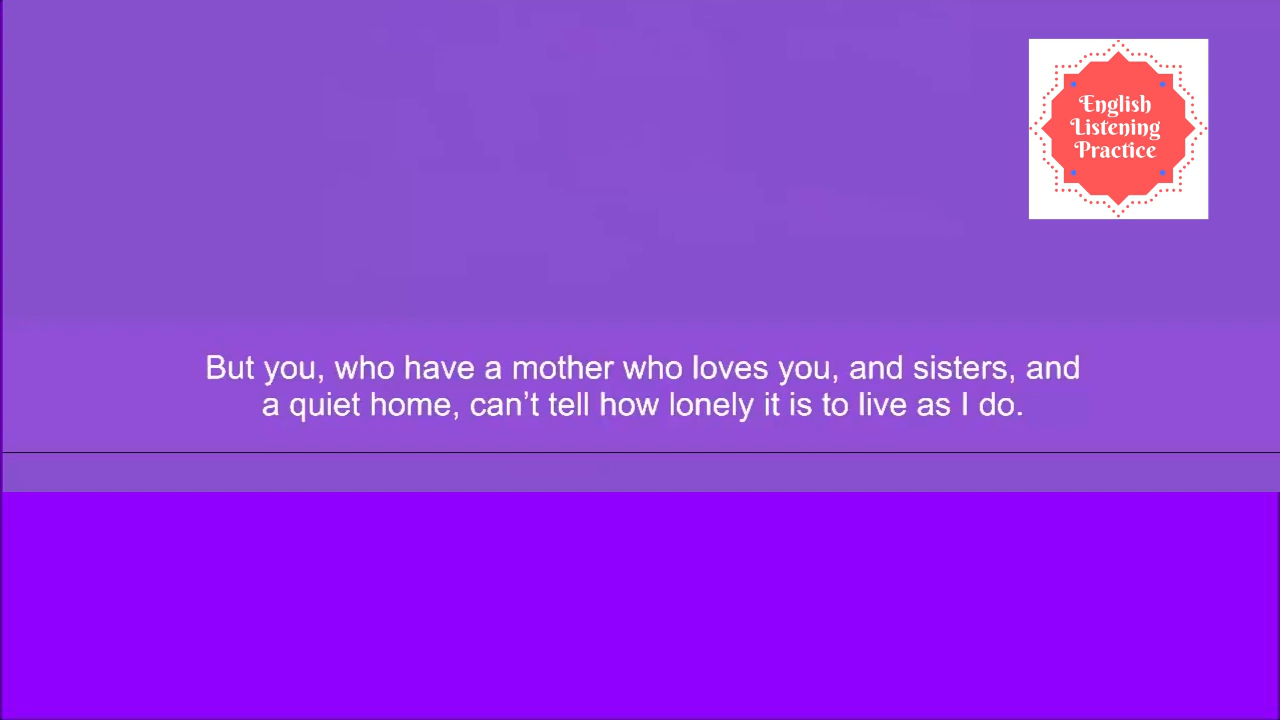 English
Listening
Practice
But you, who have a mother who loves you, and sisters, and
a quiet home, can’t tell how lonely it is to live as I do.